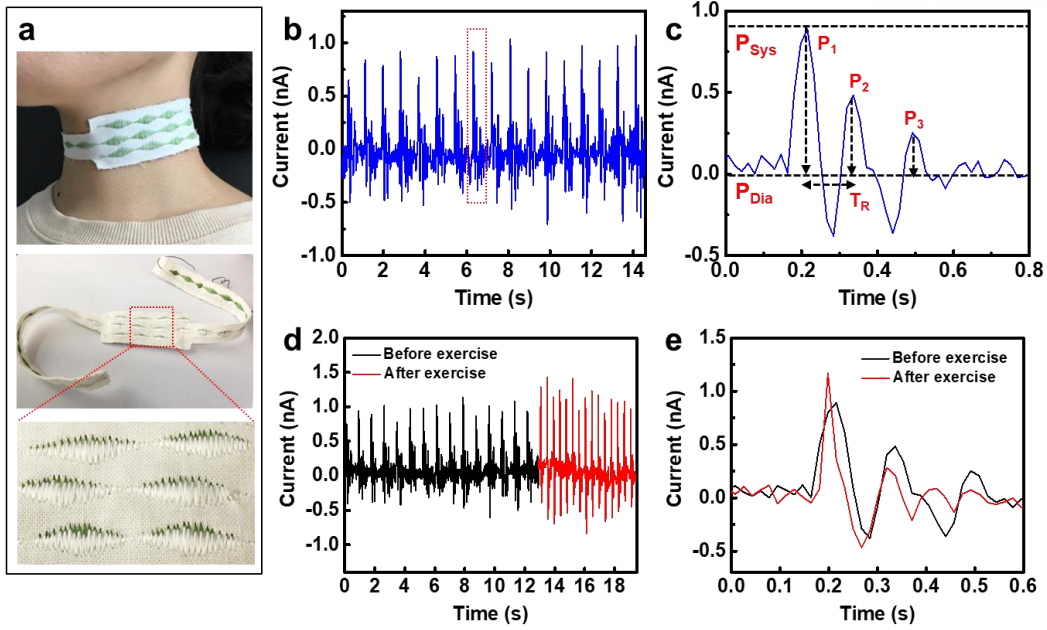 a
b
Current (nA)
1.0
0.5
0.0
-0.5
-1.0
0 2 4 6 8 10 12 14
Time (s)
c
Current (nA)
1.0
0.5
0.0
-0.5
PSys
P1
P2
P3
PDia
TR
0.0 0.2 0.4 0.6 0.8
Time (s)
d
Current (nA)
2.0
1.5
1.0
0.5
0.0
-0.5
-1.0
Before exercise
After exercise
0 2 4 6 8 10 12 14 16 18
Time (s)
e
Current (nA)
1.5
1.0
0.5
0.0
-0.5
Before exercise
After exercise
0.0 0.1 0.2 0.3 0.4 0.5 0.6
Time (s)